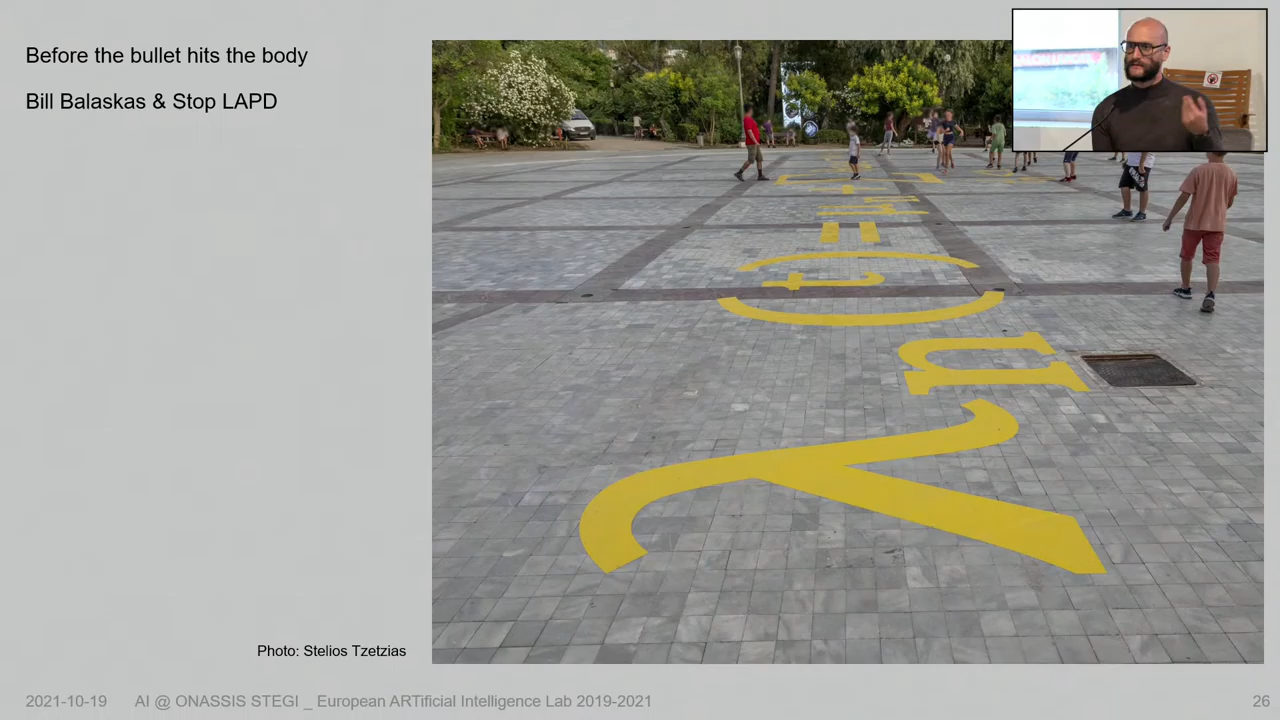 Before the bullet hits the body
Bill Balaskas & Stop LAPD
Photo: Stelios Tzetzias
2021-10-19 AI @ ONASSIS STEGI _ European ARTificial Intelligence Lab 2019-2021 26